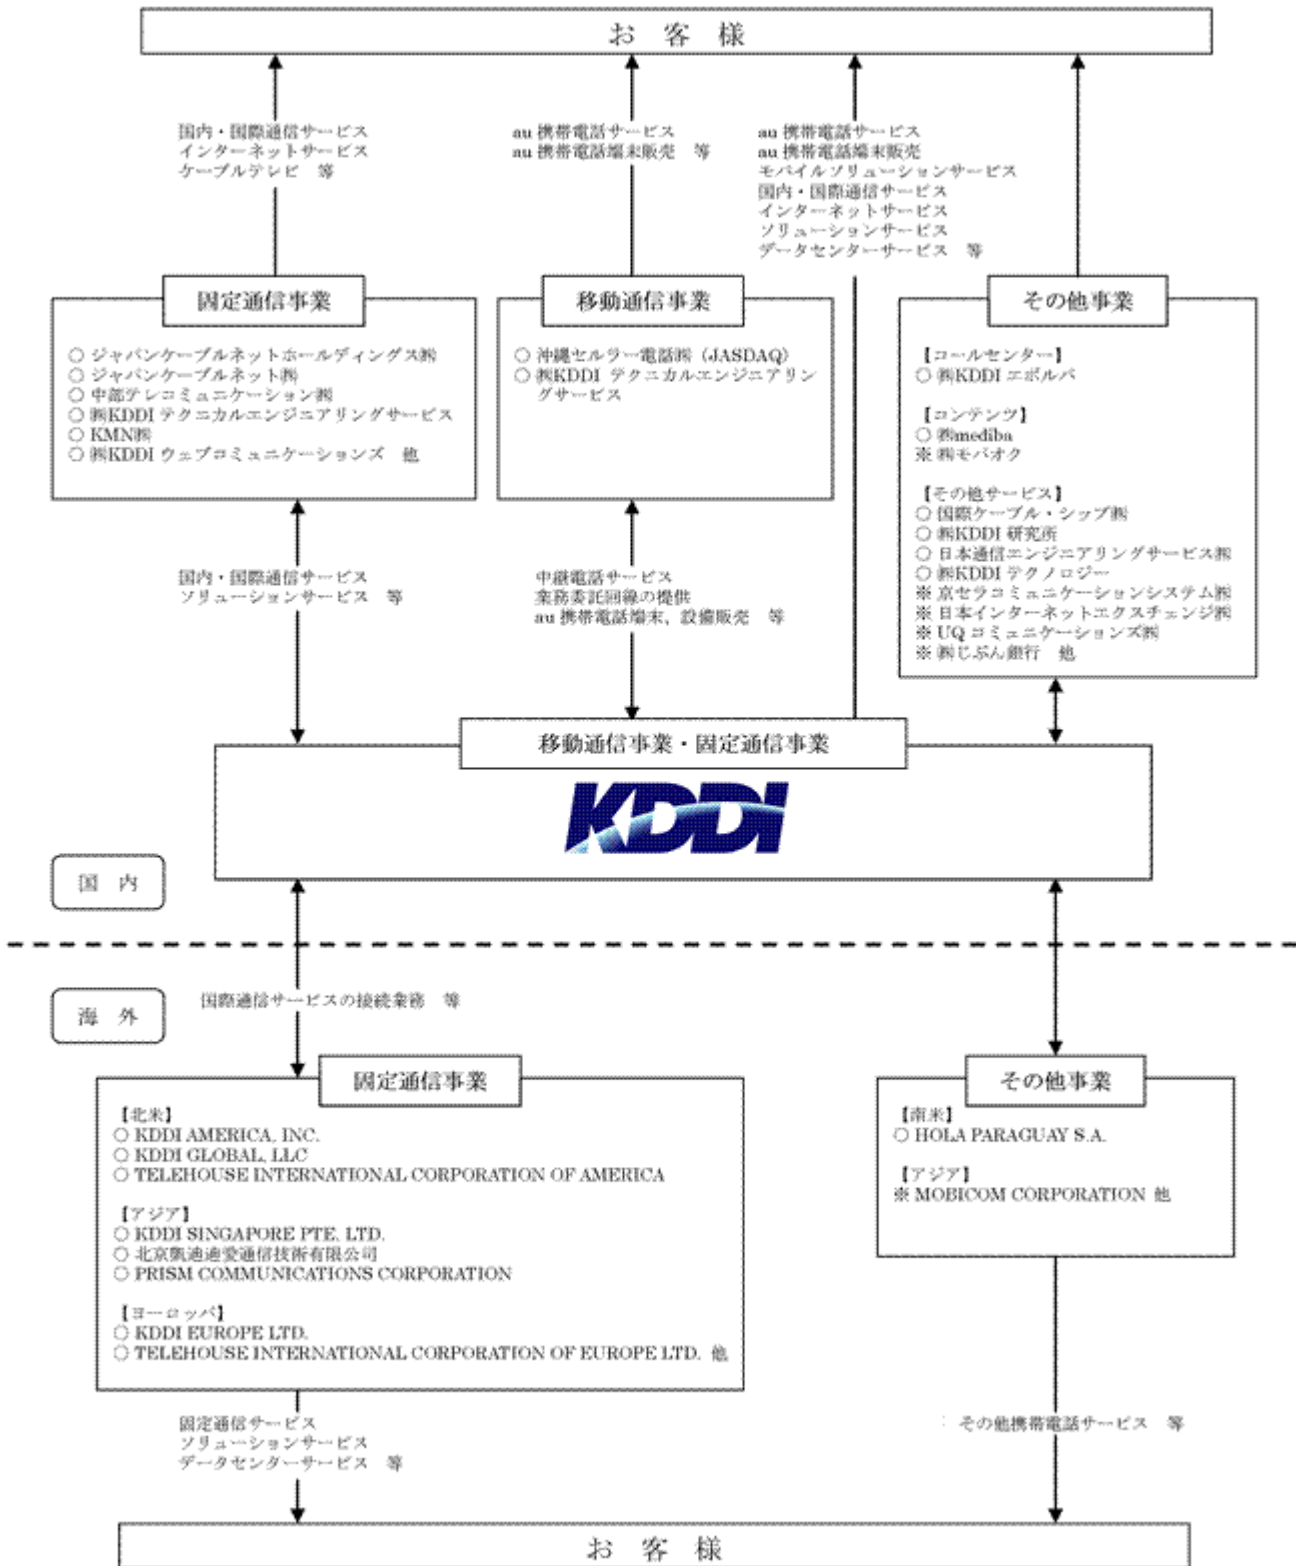 お 客 様
国内・国際通信サービス
インターネットサービス
ケーブルテレビ 等
au 携帯電話サービス
au 携帯電話端末販売 等
au 携帯電話サービス
au 携帯電話端末販売
モバイルソリューションサービス
国内・国際通信サービス
インターネットサービス
ソリューションサービス
データセンターサービス 等
固定通信事業
○ ジャパンケーブルネットホールディングス㈱
○ ジャパンケーブルネット㈱
○ 中部テレコミュニケーション㈱
○ ㈱KDDI テクニカルエンジニアリングサービス
○ KMN㈱
○ ㈱KDDI ウェブコミュニケーションズ 他
移動通信事業
○ 沖縄セルラー電話㈱（JASDAQ）
○ ㈱KDDI テクニカルエンジニアリン
グサービス
その他事業
【コールセンター】
○ ㈱KDDI エボルバ
【コンテンツ】
○ ㈱mediba
※ ㈱モバオク
【その他サービス】
○ 国際ケーブル・シップ㈱
○ ㈱KDDI 研究所
○ 日本通信エンジニアリングサービス㈱
○ ㈱KDDI テクノロジー
※ 京セラコミュニケーションシステム㈱
※ 日本インターネットエクスチェンジ㈱
※ UQ コミュニケーションズ㈱
※ ㈱じぶん銀行 他
国内・国際通信サービス
ソリューションサービス 等
中継電話サービス
業務委託回線の提供
au 携帯電話端末、設備販売 等
移動通信事業・固定通信事業
KDDI
国 内
海 外
国際通信サービスの接続業務 等
固定通信事業
【北米】
○ KDDI AMERICA, INC.
○ KDDI GLOBAL, LLC
○ TELEHOUSE INTERNATIONAL CORPORATION OF AMERICA
【アジア】
○ KDDI SINGAPORE PTE. LTD.
○ 北京凱迪迪愛通信技術有限公司
○ PRISM COMMUNICATIONS CORPORATION
【ヨーロッパ】
○ KDDI EUROPE LTD.
○ TELEHOUSE INTERNATIONAL CORPORATION OF EUROPE LTD. 他
その他事業
【南米】
○ HOLA PARAGUAY S.A.
【アジア】
※ MOBICOM CORPORATION 他
固定通信サービス
ソリューションサービス
データセンターサービス 等
その他携帯電話サービス 等
お 客 様